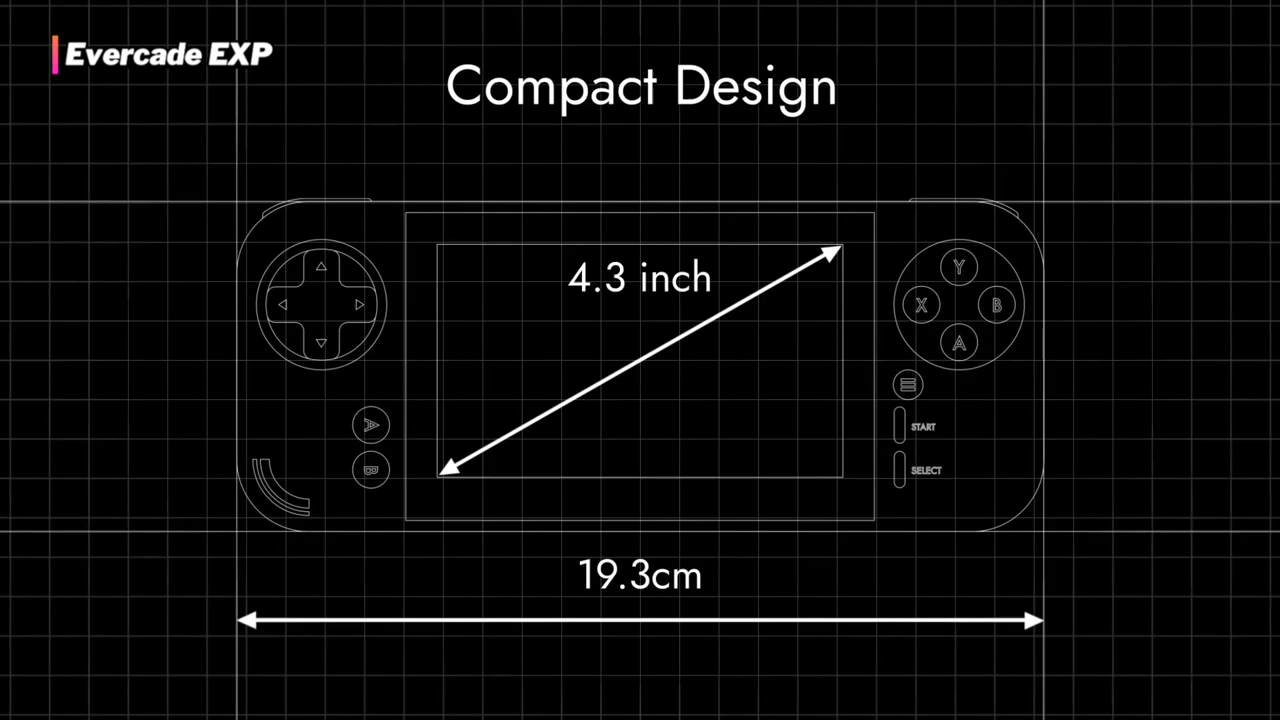 Evercade EXP
Compact Design
4.3 inch
Y
X
B
A
A
START
B
SELECT
19.3cm